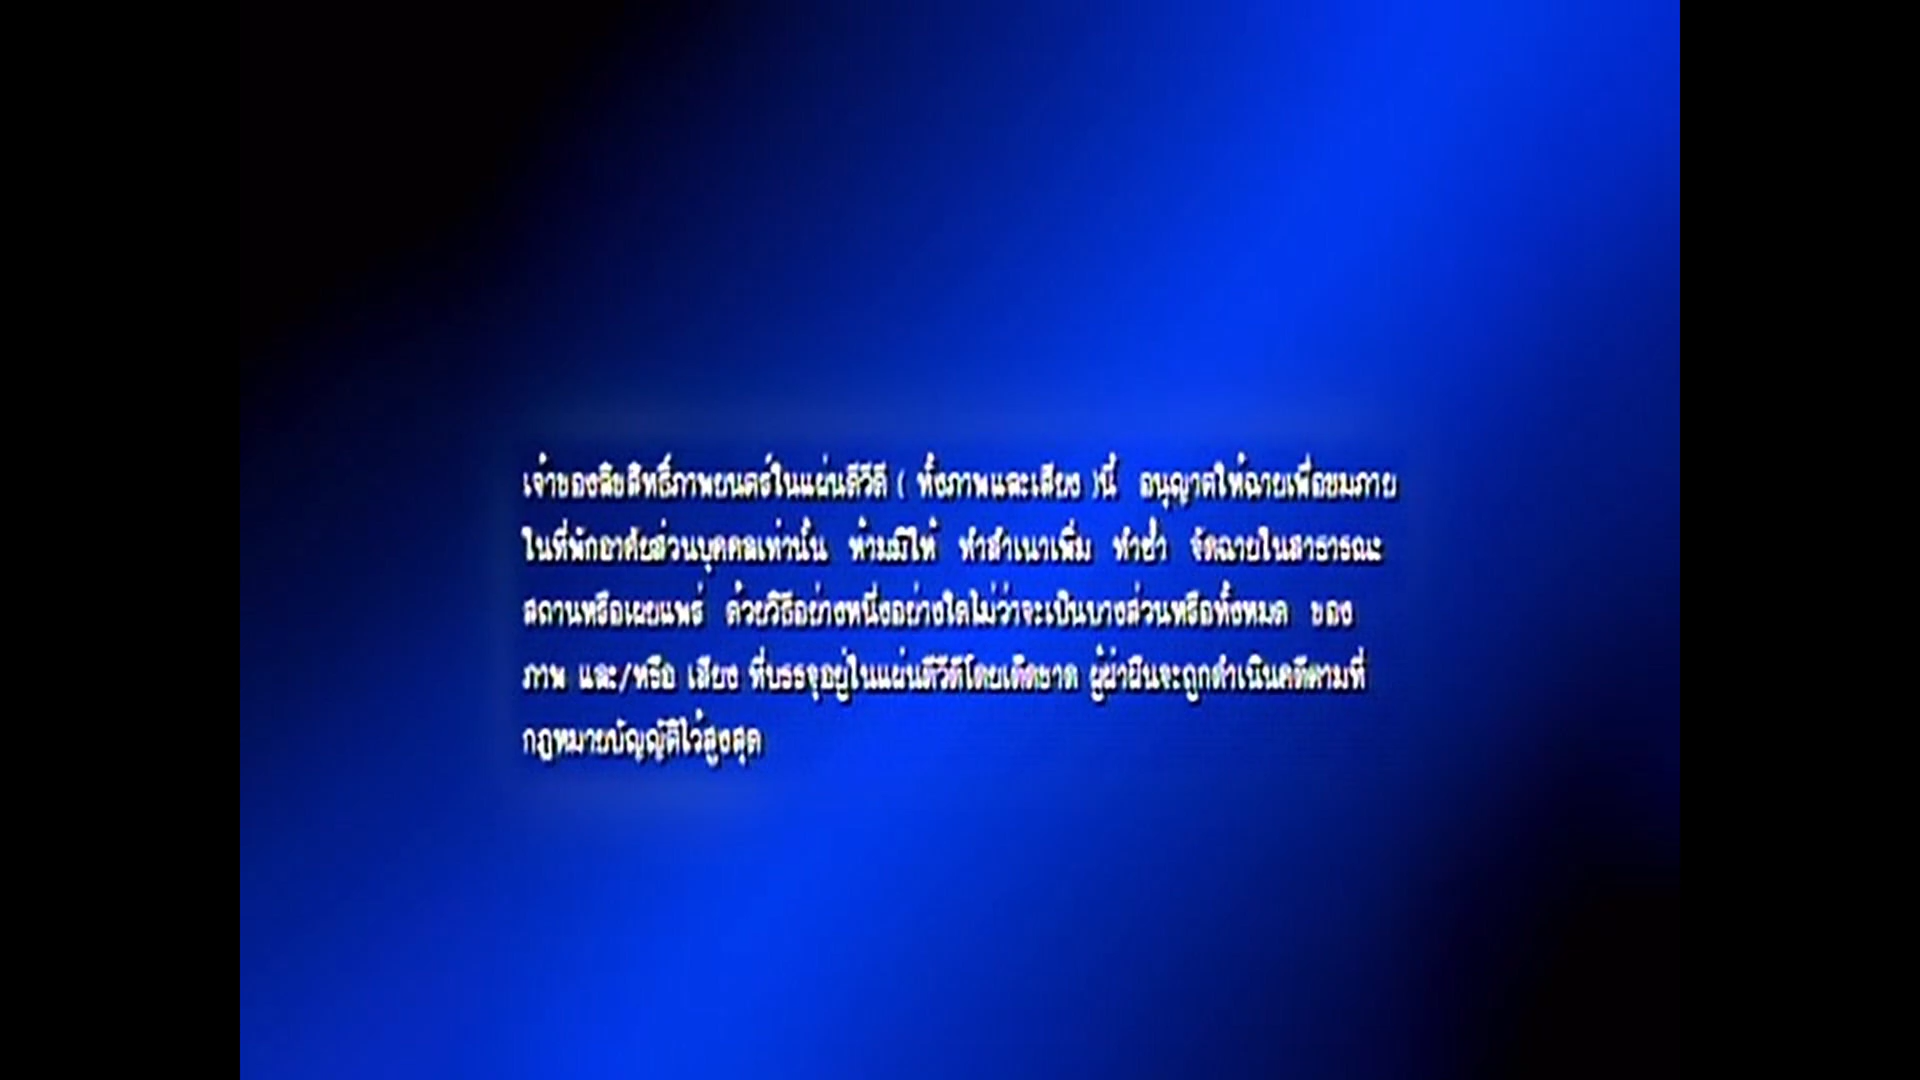 เจ้าของลิขสิทธิ์ภาพยนตร์ในแผ่นดีวีดี ( ทั้งภาพและเสียง )นี้ อนุญาตให้ฉายเพื่อชมภาย
ในที่พักอาศัยส่วนบุคคลเท่านั้น ห้ามมิให้ ทำสำเนาเพิ่ม ทำซ้ำ จัดฉายในสาธารณะ
สถานหรือเผยแพร่ ด้วยวิธีอย่างหนึ่งอย่างใดไม่ว่าจะเป็นบางส่วนหรือทั้งหมด ของ
ภาพ และ/หรือ เสียง ที่บรรจุอยู่ในแผ่นดีวีดีโดยเด็ดขาด ผู้ฝ่าฝืนจะถูกดำเนินคดีตามที่
กฎหมายบัญญัติไว้สูงสุด